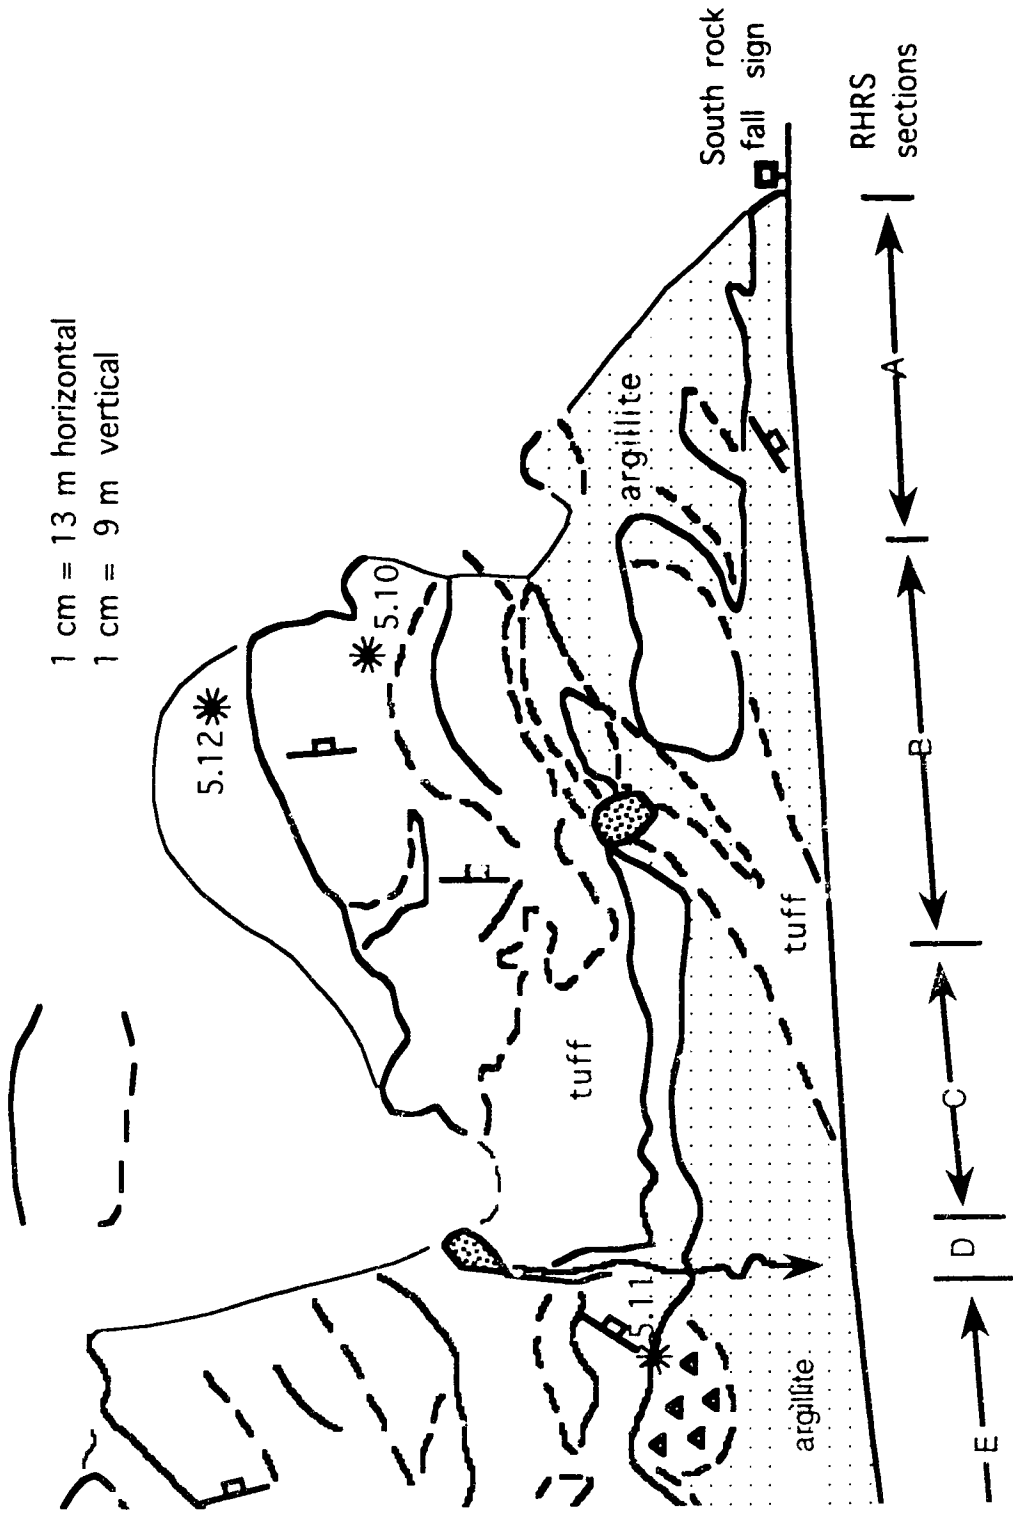 1 cm = 13 m horizontal
1 cm = 9 m vertical
5.12
5.10
South rock
fall sign
argillite
tuff
tuff
5.11
argillite
RHRS
sections
E
D
C
B
A